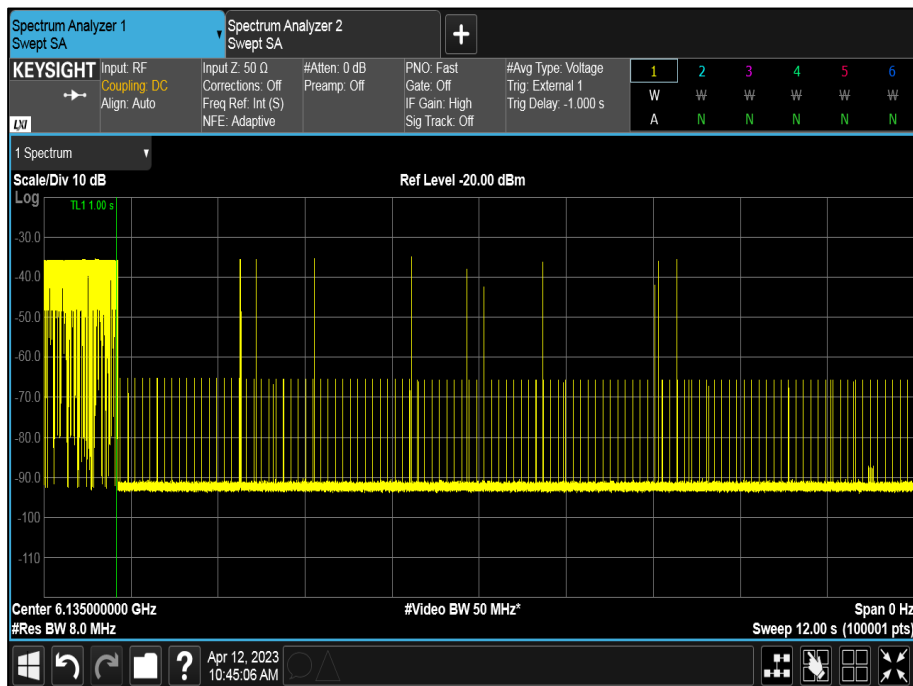 Spectrum Analyzer 1
Swept SA
Spectrum Analyzer 2
Swept SA
+
KEYSIGHT
LXI
Input: RF
Coupling: DC
Align: Auto
Input Z: 50 Ω
Corrections: Off
Freq Ref: Int (S)
NFE: Adaptive
#Atten: 0 dB
Preamp: Off
PNO: Fast
Gate: Off
IF Gain: High
Sig Track: Off
#Avg Type: Voltage
Trig: External 1
Trig Delay: -1.000 s
1 2 3 4 5 6
W W W W W W
A N N N N N
1 Spectrum
Scale/Div 10 dB
Ref Level -20.00 dBm
Log
TL1 1.00 s
-30.0
-40.0
-50.0
-60.0
-70.0
-80.0
-90.0
-100
-110
Center 6.135000000 GHz
#Video BW 50 MHz*
Span 0 Hz
#Res BW 8.0 MHz
Sweep 12.00 s (100001 pts)
?
Apr 12, 2023
10:45:06 AM